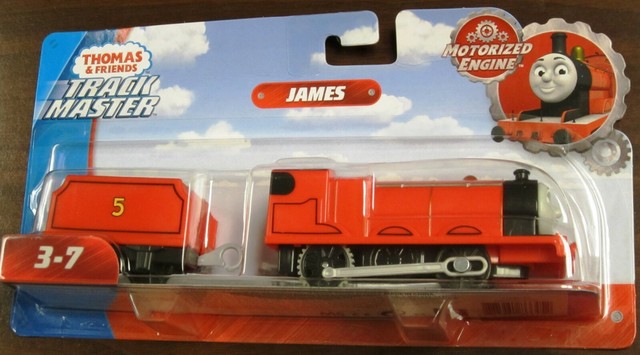 THOMAS
& FRIENDS
TRACK
MASTER
JAMES
MOTORIZED
ENGINE
5
3-7